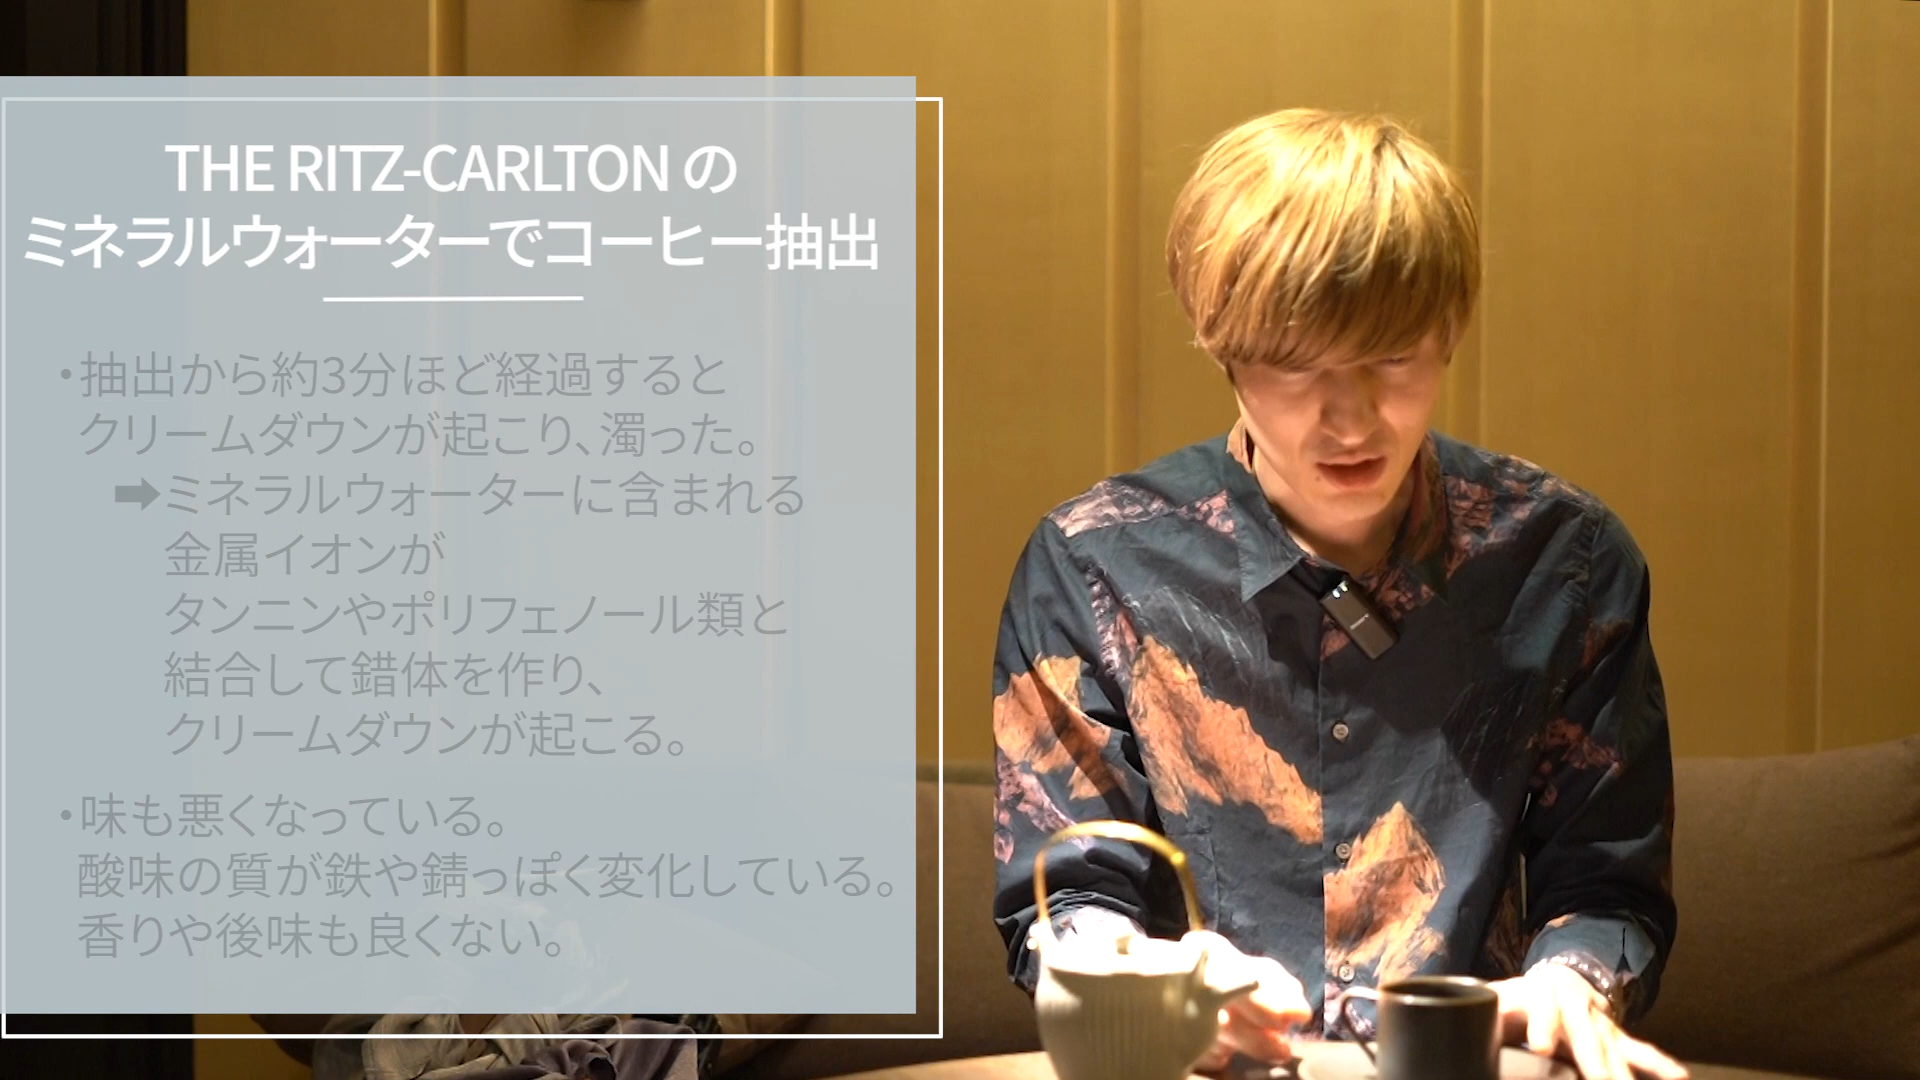 THE RITZ-CARLTON の
ミネラルウォーターでコーヒー抽出
・抽出から約3分ほど経過すると
クリームダウンが起こり、濁った。
➡ミネラルウォーターに含まれる
金属イオンが
タンニンやポリフェノール類と
結合して錯体を作り、
クリームダウンが起こる。
・味も悪くなっている。
酸味の質が鉄や錆っぽく変化している。
香りや後味も良くない。